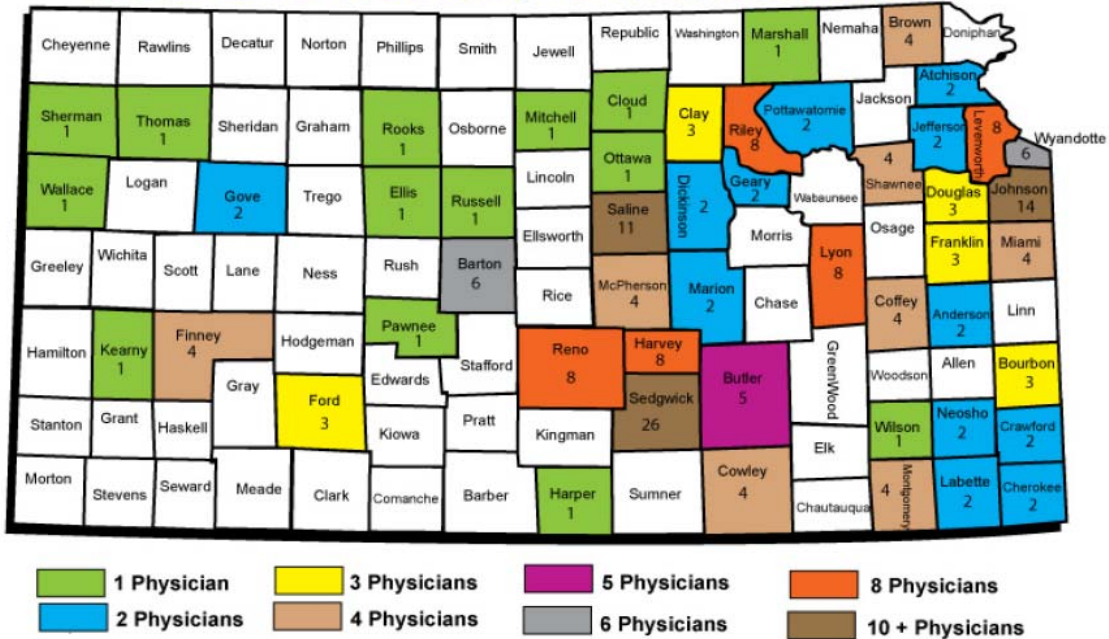 Cheyenne
Rawlins
Decatur
Norton
Phillips
Smith
Jewell
Republic
Washington
Marshall
1
Nemaha
Brown
4
Doniphan
Atchison
2
Sherman
1
Thomas
1
Sheridan
Graham
Rooks
1
Osborne
Mitchell
1
Cloud
1
Clay
3
Riley
8
Pottawatomie
2
Jackson
Jefferson
2
Levenworth
8
Wyandotte
6
Ottawa
1
Wallace
1
Logan
Gove
2
Trego
Ellis
1
Russell
1
Lincoln
Saline
11
Dickinson
2
Geary
2
Wabaunsee
4
Shawnee
Douglas
3
Johnson
14
Greeley
Wichita
Scott
Lane
Ness
Rush
Barton
6
Ellsworth
Rice
McPherson
4
Marion
2
Morris
Chase
Lyon
8
Osage
Franklin
3
Miami
4
Coffey
4
Anderson
2
Linn
Hamilton
Kearny
1
Finney
4
Hodgeman
Pawnee
1
Stafford
Edwards
Gray
Ford
3
Reno
8
Harvey
8
Sedgwick
26
Butler
5
GreenWood
Woodson
Allen
Bourbon
3
Stanton
Grant
Haskell
Kiowa
Pratt
Kingman
Elk
Wilson
1
Neosho
2
Crawford
2
Morton
Stevens
Seward
Meade
Clark
Comanche
Barber
Harper
1
Sumner
Cowley
4
Chautauqua
4
Montgomery
Labette
2
Cherokee
2
1 Physician
3 Physicians
5 Physicians
8 Physicians
2 Physicians
4 Physicians
6 Physicians
10 + Physicians